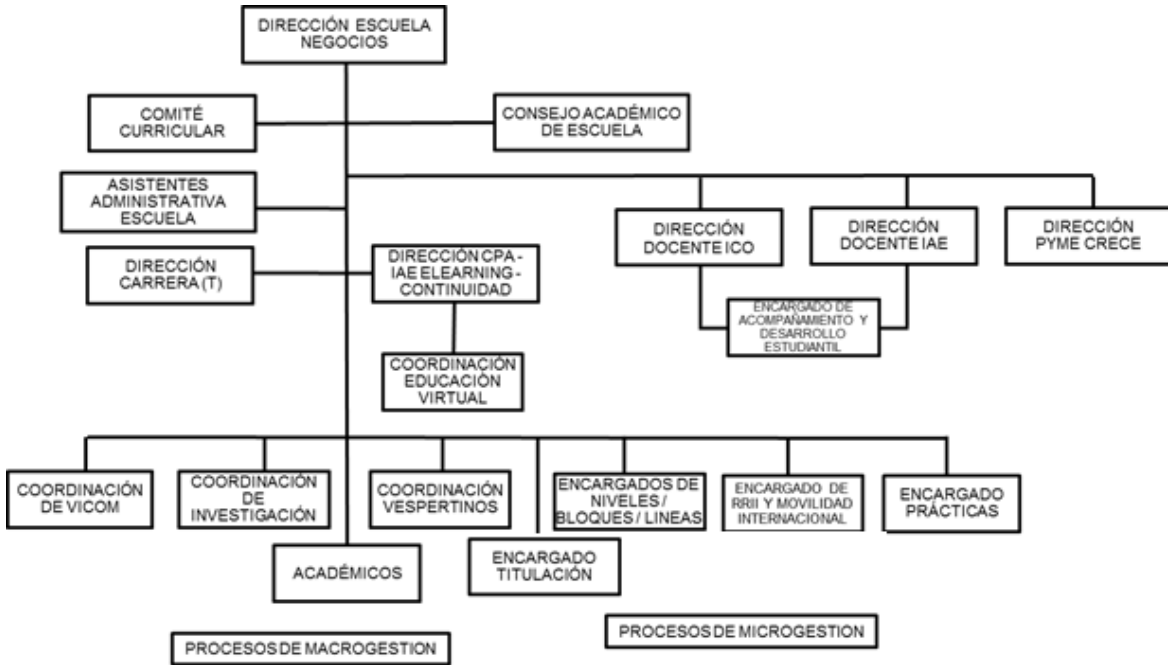 DIRECCIÓN ESCUELA
NEGOCIOS
COMITÉ
CURRICULAR
CONSEJO ACADÉMICO
DE ESCUELA
ASISTENTES
ADMINISTRATIVA
ESCUELA
DIRECCIÓN
DOCENTE ICO
DIRECCIÓN
DOCENTE IAE
DIRECCIÓN
PYME CRECE
DIRECCIÓN
CARRERA (T)
DIRECCIÓN CPA -
IAE ELEARNING -
CONTINUIDAD
ENCARGADO DE
ACOMPAÑAMIENTO Y
DESARROLLO
ESTUDIANTIL
COORDINACIÓN
EDUCACIÓN
VIRTUAL
COORDINACIÓN
DE VICOM
COORDINACIÓN
DE
INVESTIGACIÓN
COORDINACIÓN
VESPERTINOS
ENCARGADOS DE
NIVELES /
BLOQUES / LINEAS
ENCARGADO DE
RRII Y MOVILIDAD
INTERNACIONAL
ENCARGADO
PRÁCTICAS
ACADÉMICOS
ENCARGADO
TITULACIÓN
PROCESOS DE MACROGESTION
PROCESOS DE MICROGESTION